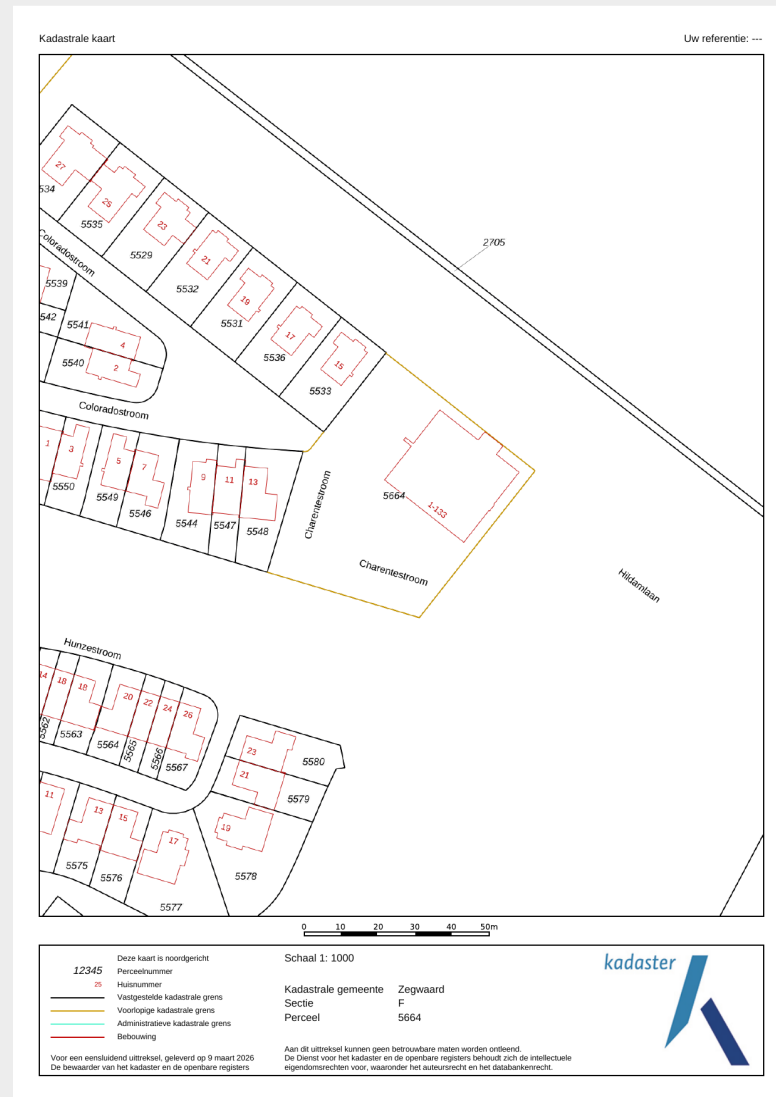 Kadastrale kaart
Uw referentie: ---
27
534
25
5535
23
5529
2705
21
5532
Coloradostroom
19
5531
5539
542
5541
4
17
5536
15
5533
5540
2
Coloradostroom
1
3
5
7
9
11
13
5550
5549
5546
5544
5547
5548
Charentestroom
5664
1-133
Charentestroom
Hildamlaan
Hunzestroom
14
18
18
20
22
24
26
5562
5563
5564
5565
5566
5567
23
5580
21
5579
11
13
15
17
19
5575
5576
5577
5578
0 10 20 30 40 50m
Deze kaart is noordgericht
12345 Perceelnummer
25 Huisnummer
Vastgestelde kadastrale grens
Voorlopige kadastrale grens
Administratieve kadastrale grens
Bebouwing
Voor een eensluidend uittreksel, geleverd op 9 maart 2026
De bewaarder van het kadaster en de openbare registers
Schaal 1: 1000
Kadastrale gemeente Zegwaard
Sectie F
Perceel 5664
Aan dit uittreksel kunnen geen betrouwbare maten worden ontleend.
De Dienst voor het kadaster en de openbare registers behoudt zich de intellectuele
eigendomsrechten voor, waaronder het auteursrecht en het databankenrecht.
kadaster